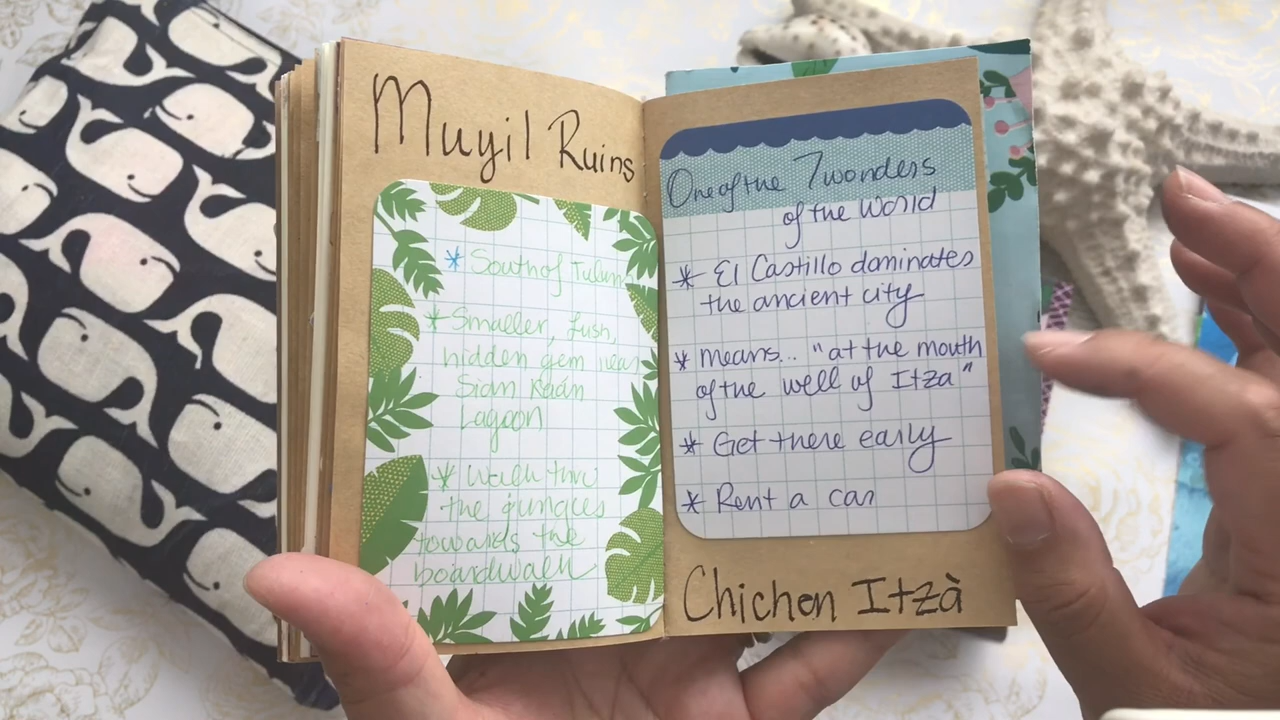 Muyil Ruins
* South of Tulum
* Smaller, lush,
hidden gem near
Sian Kaán
Lagoon
* Walk thru
the jungles
towards the
boardwalk
One of the 7 wonders
of the World
* El Castillo dominates
the ancient city
* means... "at the mouth
of the well of Itza"
* Get there early
* Rent a car
Chichen Itzà